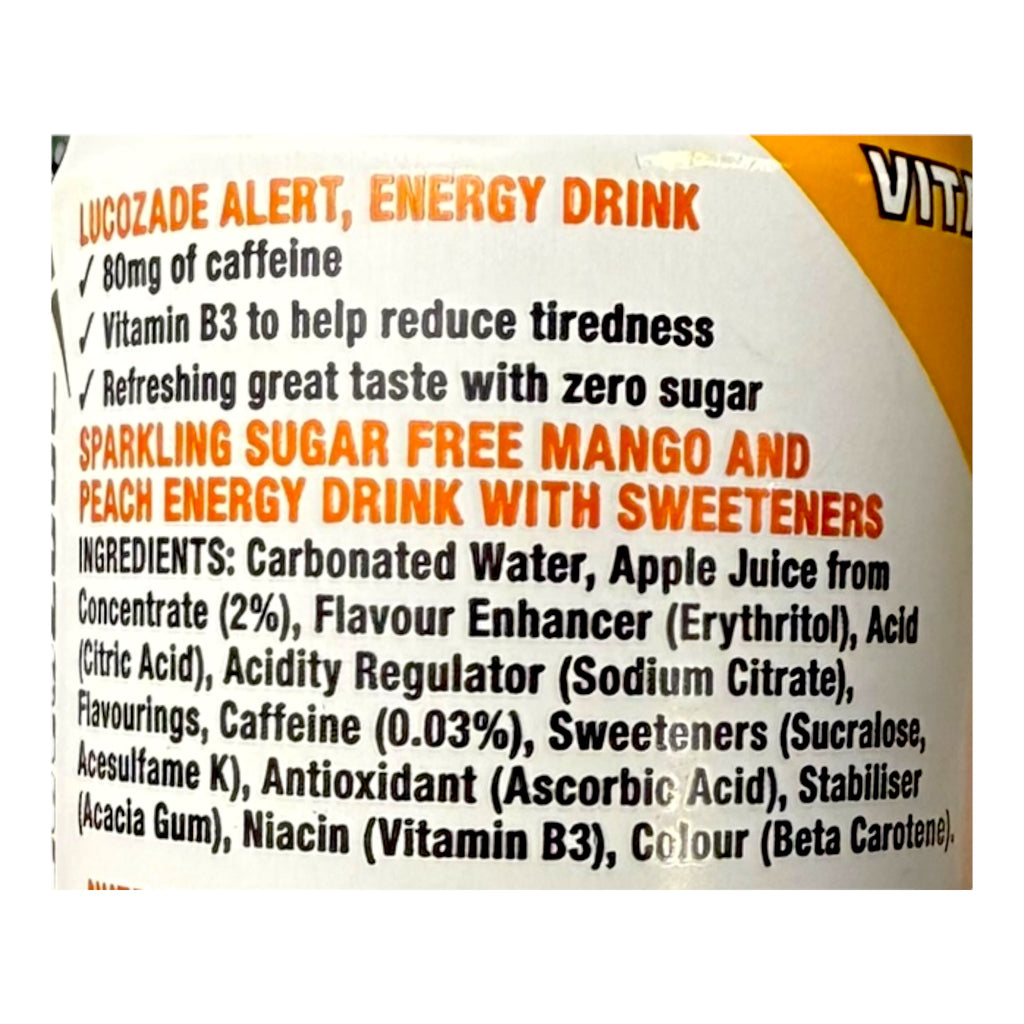 VIT
LUCOZADE ALERT, ENERGY DRINK
✓ 80mg of caffeine
✓ Vitamin B3 to help reduce tiredness
✓ Refreshing great taste with zero sugar
SPARKLING SUGAR FREE MANGO AND
PEACH ENERGY DRINK WITH SWEETENERS
INGREDIENTS: Carbonated Water, Apple Juice from
Concentrate (2%), Flavour Enhancer (Erythritol), Acid
(Citric Acid), Acidity Regulator (Sodium Citrate),
Flavourings, Caffeine (0.03%), Sweeteners (Sucralose,
Acesulfame K), Antioxidant (Ascorbic Acid), Stabiliser
(Acacia Gum), Niacin (Vitamin B3), Colour (Beta Carotene).